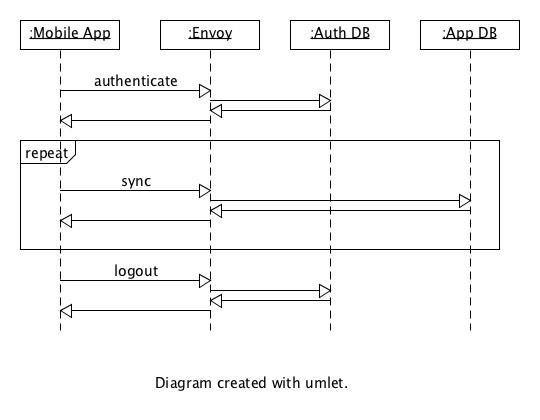 :Mobile App :Envoy :Auth DB :App DB
authenticate
repeat
sync
logout
Diagram created with umlet.